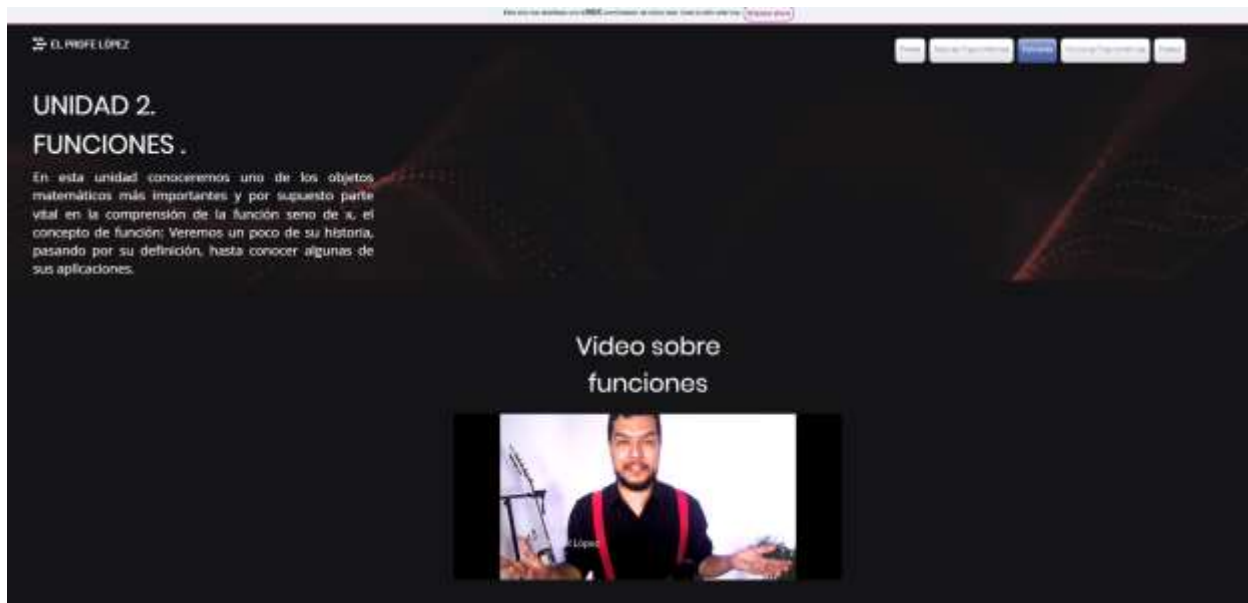 EL PROFE LÓPEZ
UNIDAD 2.
FUNCIONES .
En esta unidad conoceremos uno de los objetos
matemáticos más importantes y por supuesto parte
vital en la comprensión de la función seno de x, el
concepto de función: Veremos un poco de su historia,
pasando por su definición, hasta conocer algunas de
sus aplicaciones.
Video sobre
funciones
López